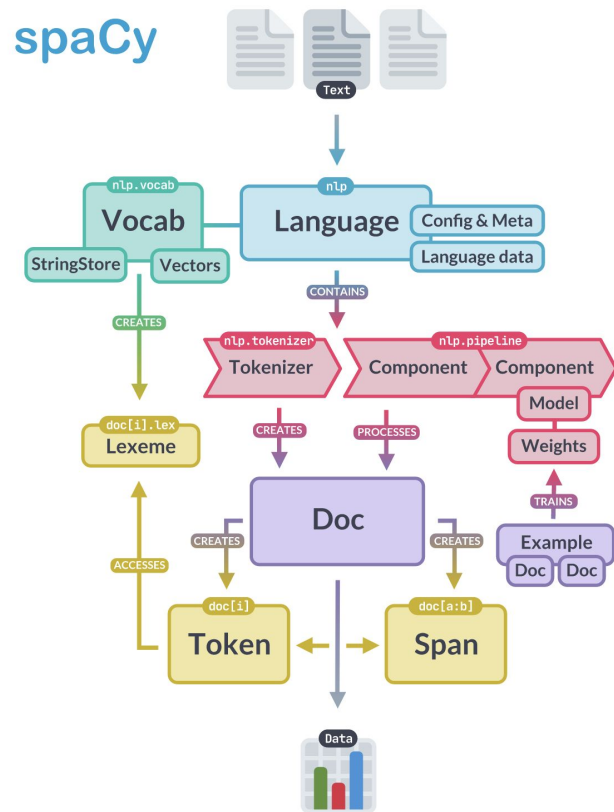 spaCy
Text
nlp.vocab
nlp
Vocab
Language
Config & Meta
StringStore
Vectors
Language data
CONTAINS
CREATES
nlp.tokenizer
nlp.pipeline
Tokenizer
Component
Component
Model
doc[i].lex
CREATES
PROCESSES
Lexeme
Weights
TRAINS
Doc
CREATES
CREATES
Example
Doc
Doc
ACCESSES
doc[i]
doc[a:b]
Token
Span
Data